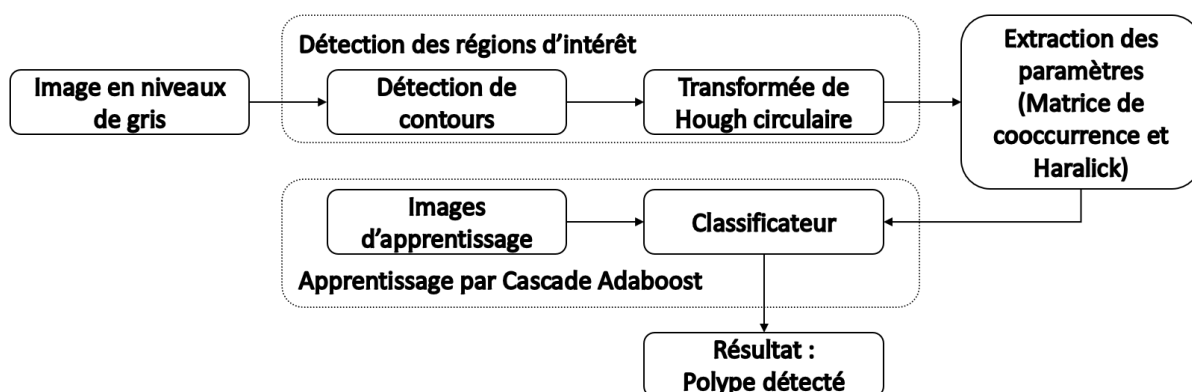 Détection des régions d’intérêt
Image en niveaux
de gris
Détection de
contours
Transformée de
Hough circulaire
Extraction des
paramètres
(Matrice de
cooccurrence et
Haralick)
Images
d’apprentissage
Classificateur
Apprentissage par Cascade Adaboost
Résultat :
Polype détecté